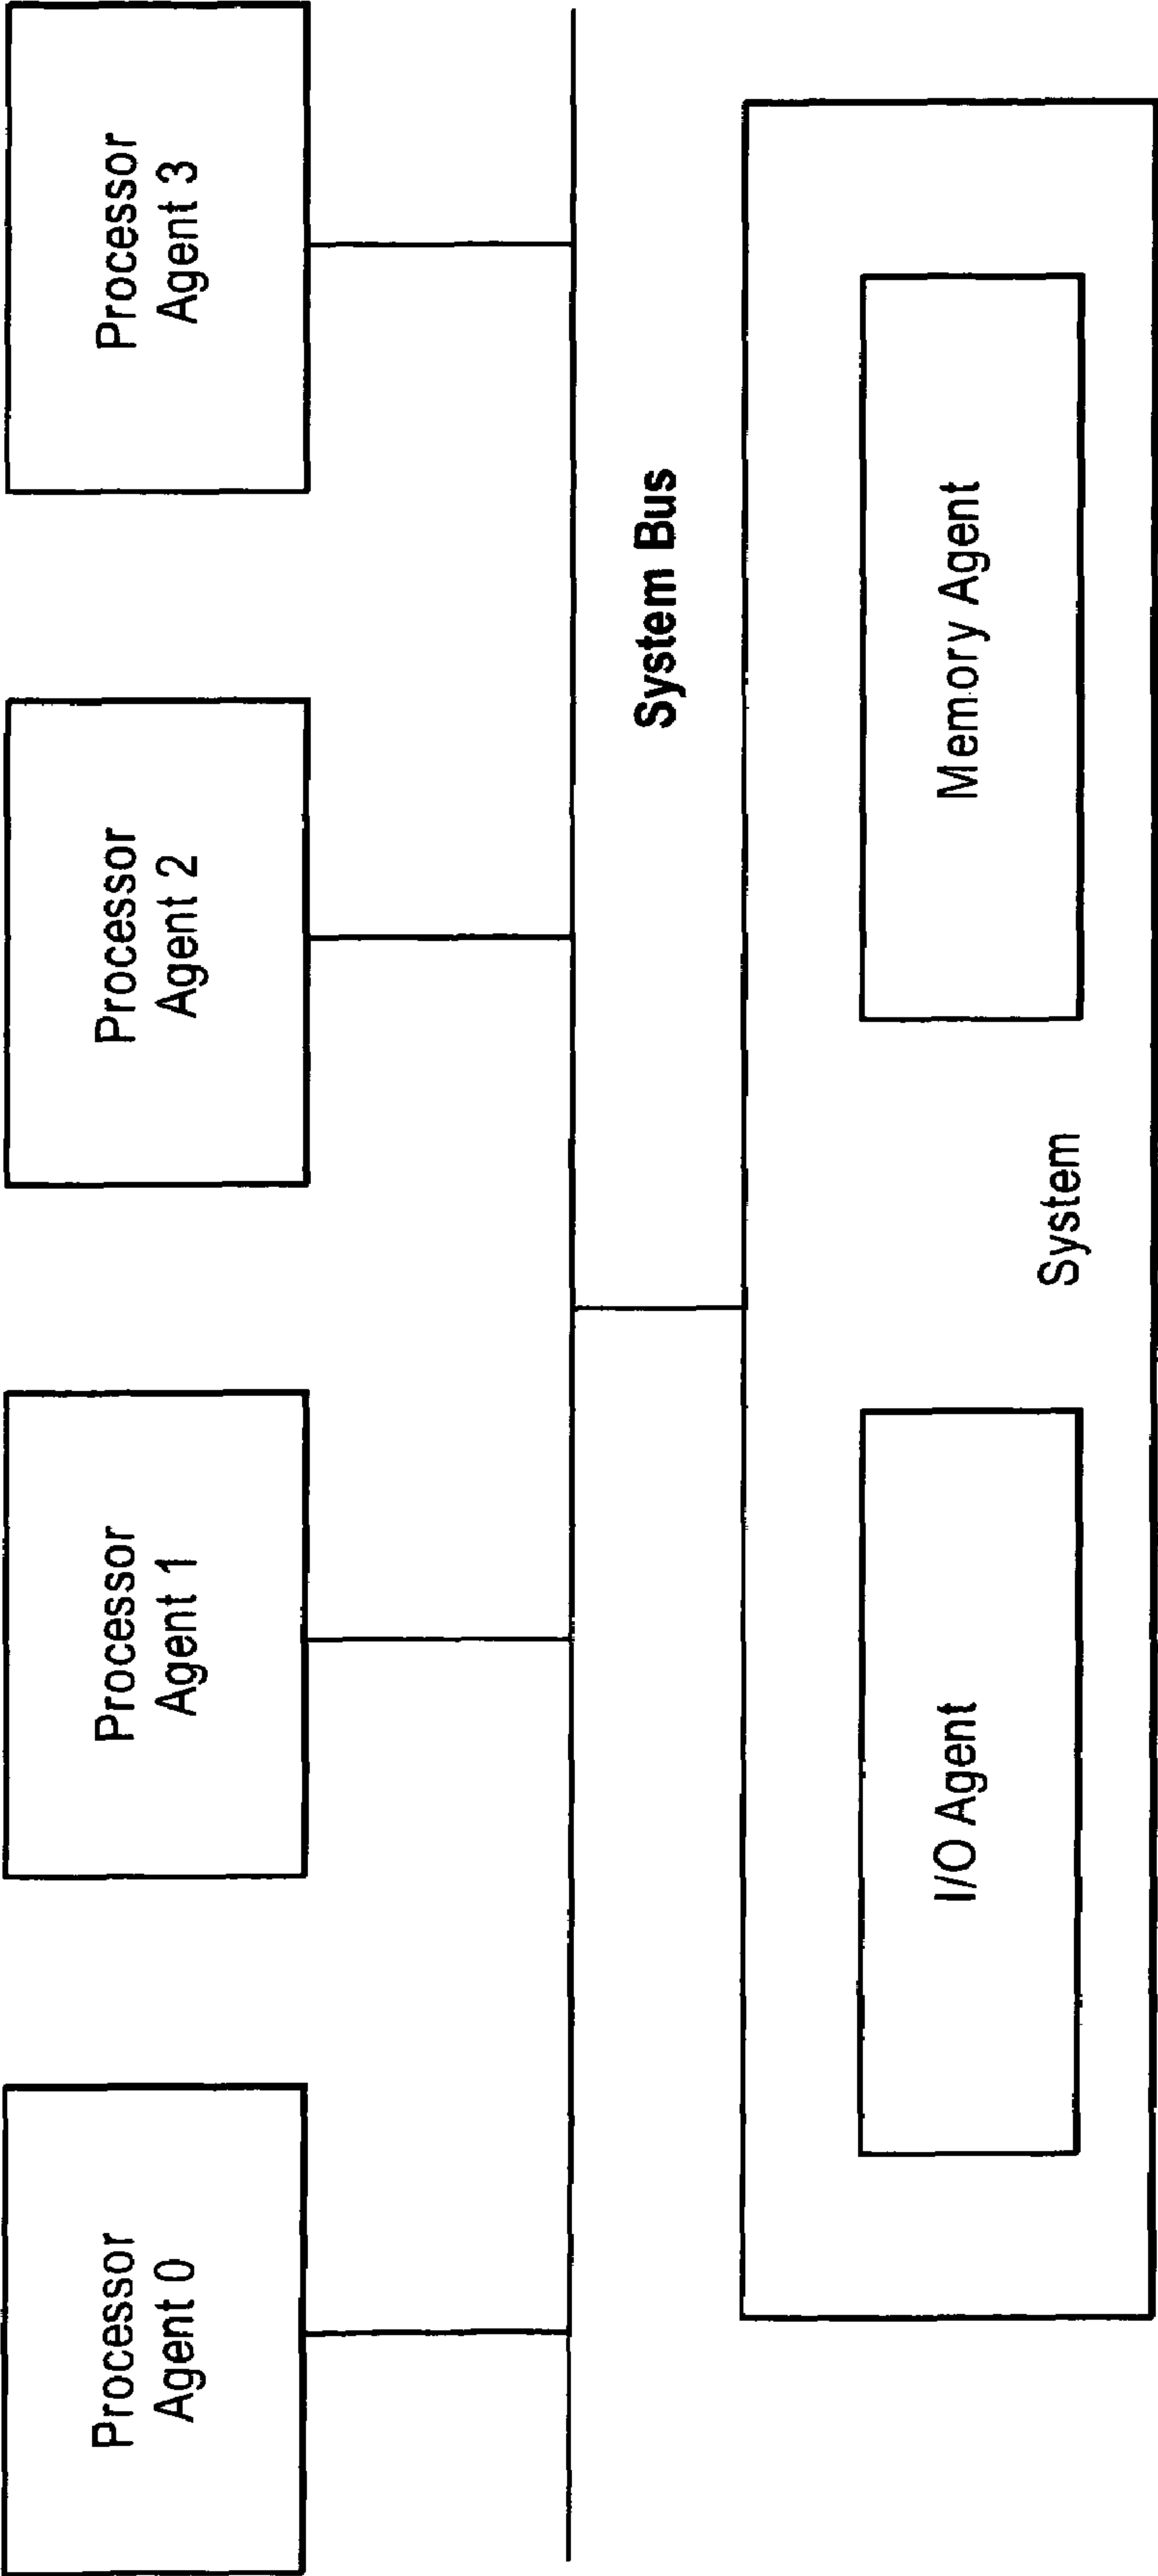 Processor
Agent 0
Processor
Agent 1
Processor
Agent 2
Processor
Agent 3
System Bus
I/O Agent
System
Memory Agent